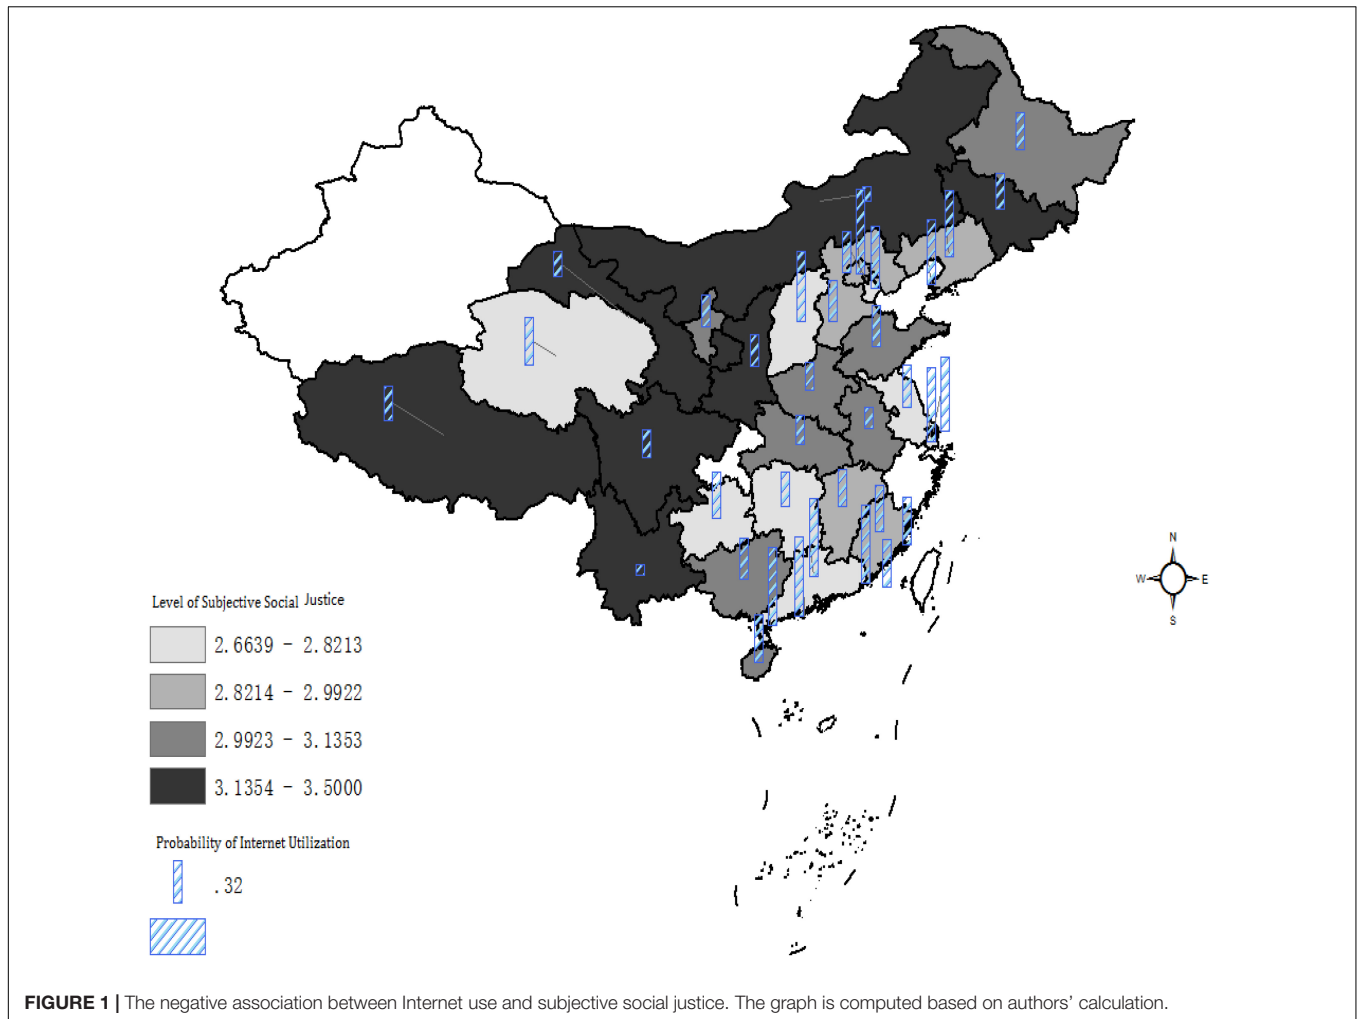 N
W E
S
Level of Subjective Social Justice
2.6639 - 2.8213
2.8214 - 2.9922
2.9923 - 3.1353
3.1354 - 3.5000
Probability of Internet Utilization
.32
FIGURE 1 | The negative association between Internet use and subjective social justice. The graph is computed based on authors' calculation.